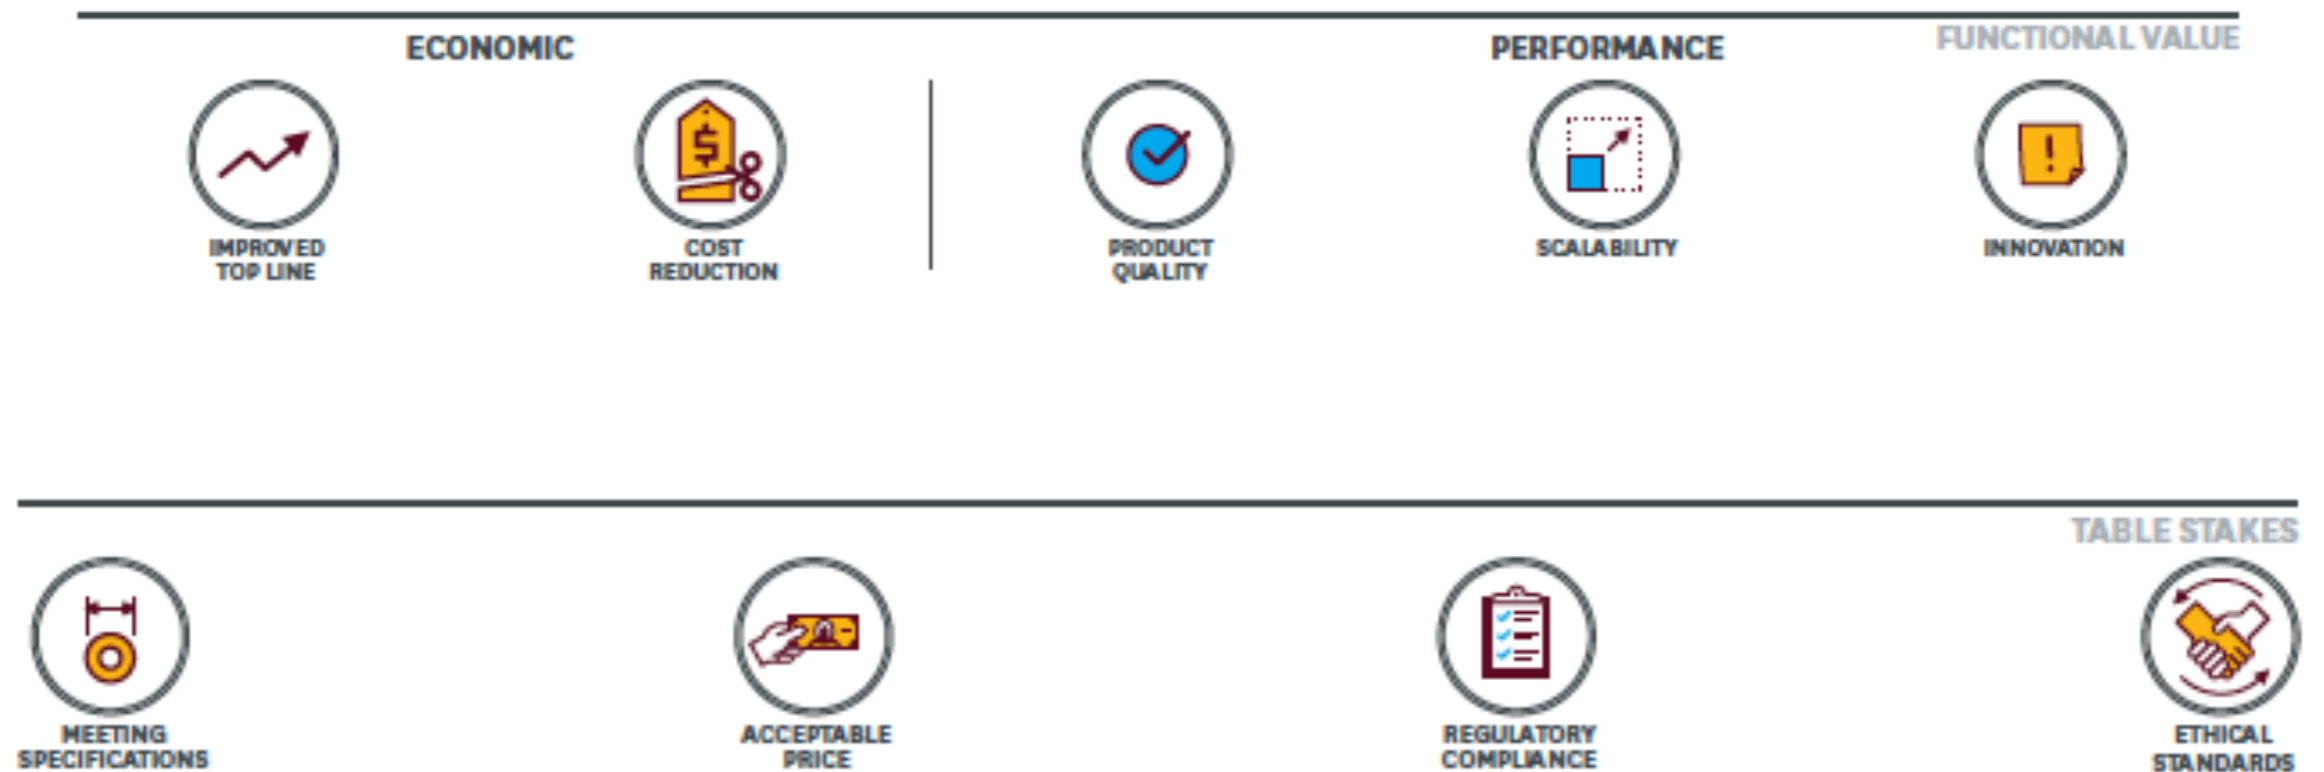 ECONOMIC
PERFORMANCE
FUNCTIONAL VALUE
IMPROVED
TOP LINE
COST
REDUCTION
PRODUCT
QUALITY
SCALABILITY
INNOVATION
TABLE STAKES
MEETING
SPECIFICATIONS
ACCEPTABLE
PRICE
REGULATORY
COMPLIANCE
ETHICAL
STANDARDS